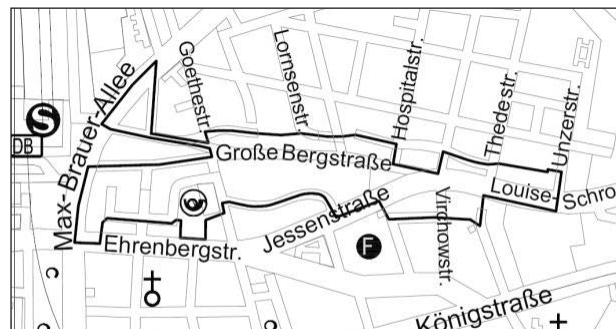 Goethestr.
Lornsenstr.
Hospitalstr.
Thedestr.
Unzerstr.
Max-Brauer-Allee
S
DB
Große Bergstraße
Louise-Schro
Jessenstraße
Virchowstr.
F
Ehrenbergstr.
Königstraße